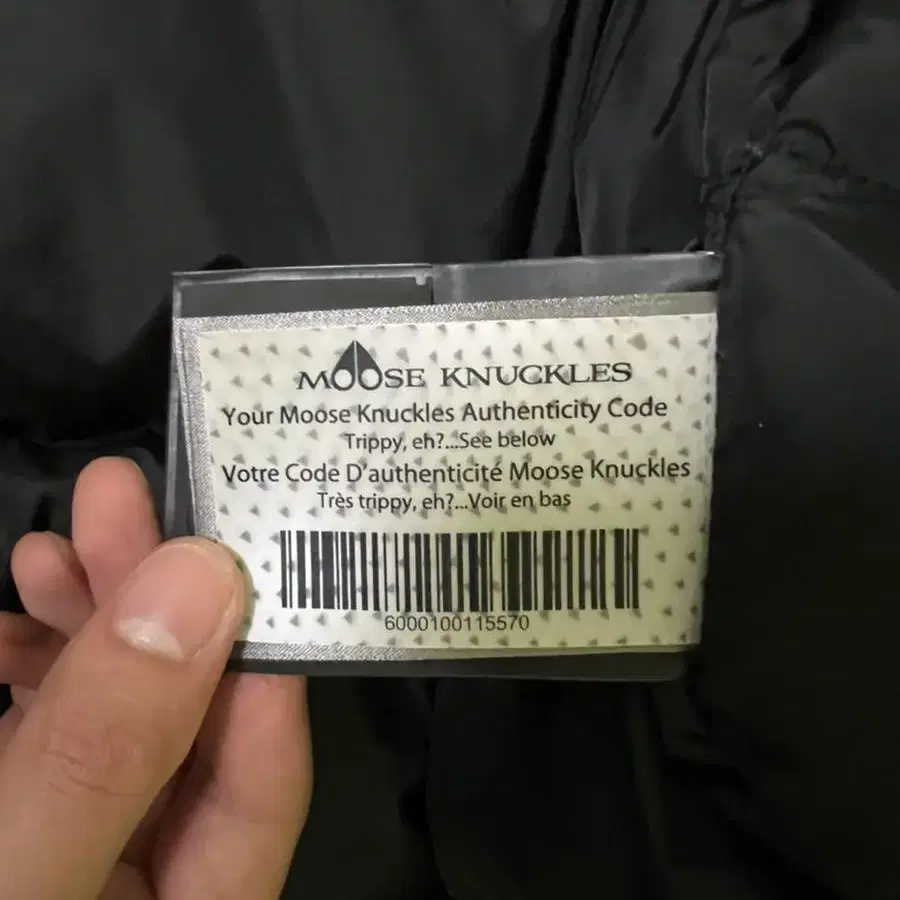 MOOSE KNUCKLES
Your Moose Knuckles Authenticity Code
Trippy, eh?...See below
Votre Code D'authenticité Moose Knuckles
Très trippy, eh?...Voir en bas
6000100115570